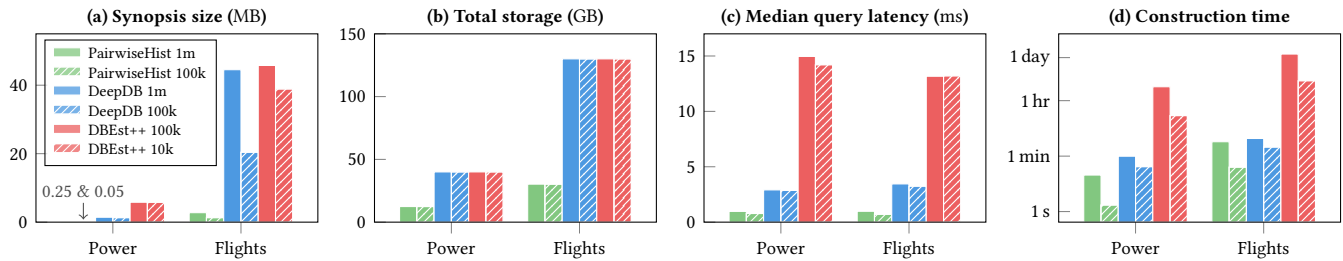 (a) Synopsis size (MB)
40
20
0
PairwiseHist 1m
PairwiseHist 100k
DeepDB 1m
DeepDB 100k
DBEst++ 100k
DBEst++ 10k
0.25 & 0.05
Power
Flights
(b) Total storage (GB)
150
100
50
0
Power
Flights
(c) Median query latency (ms)
15
10
5
0
Power
Flights
(d) Construction time
1 day
1 hr
1 min
1 s
Power
Flights